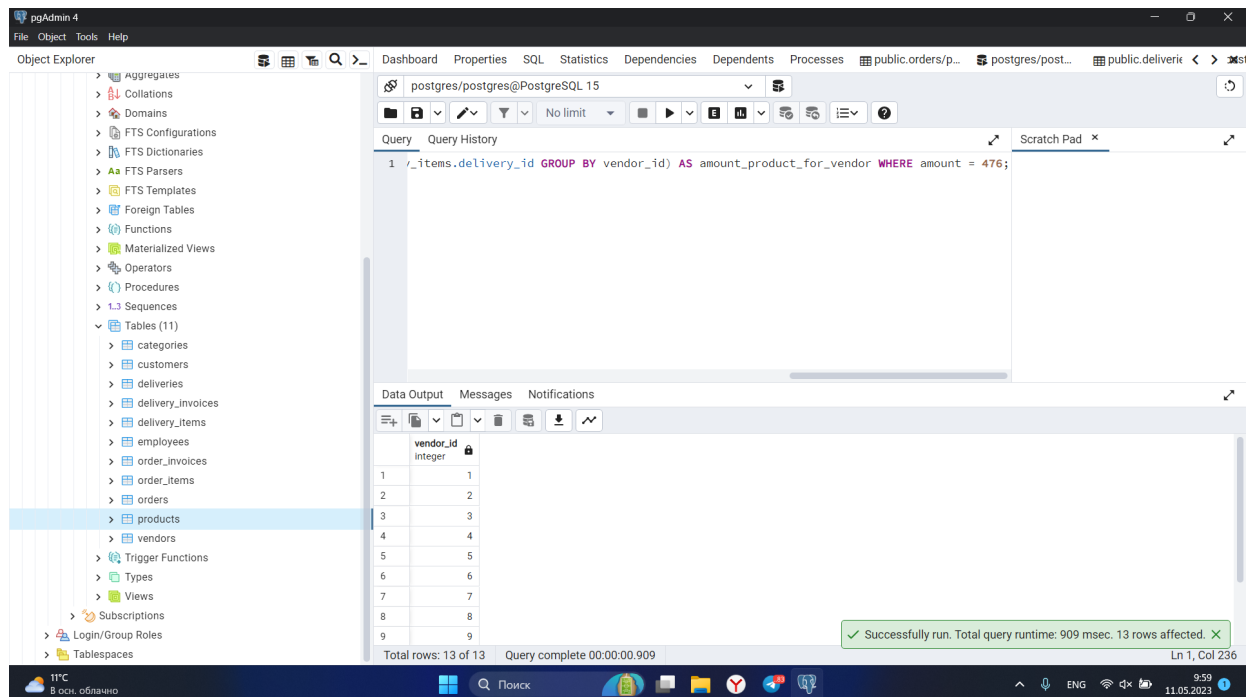 pgAdmin 4
File Object Tools Help
Object Explorer
Dashboard Properties SQL Statistics Dependencies Dependents Processes public.orders/p... postgres/post... public.deliverie
Aggregates
Collations
Domains
FTS Configurations
FTS Dictionaries
Aa FTS Parsers
FTS Templates
Foreign Tables
Functions
Materialized Views
Operators
Procedures
1..3 Sequences
Tables (11)
categories
customers
deliveries
delivery_invoices
delivery_items
employees
order_invoices
order_items
orders
products
vendors
Trigger Functions
Types
Views
Subscriptions
Login/Group Roles
Tablespaces
postgres/postgres@PostgreSQL 15
No limit
Query Query History
Scratch Pad
1 _items.delivery_id GROUP BY vendor_id) AS amount_product_for_vendor WHERE amount = 476;
Data Output Messages Notifications
vendor_id
integer
1 1
2 2
3 3
4 4
5 5
6 6
7 7
8 8
9 9
Successfully run. Total query runtime: 909 msec. 13 rows affected.
Total rows: 13 of 13 Query complete 00:00:00.909 Ln 1, Col 236
11°C
В осн. облачно
Поиск
83
ENG
9:59
11.05.2023
1